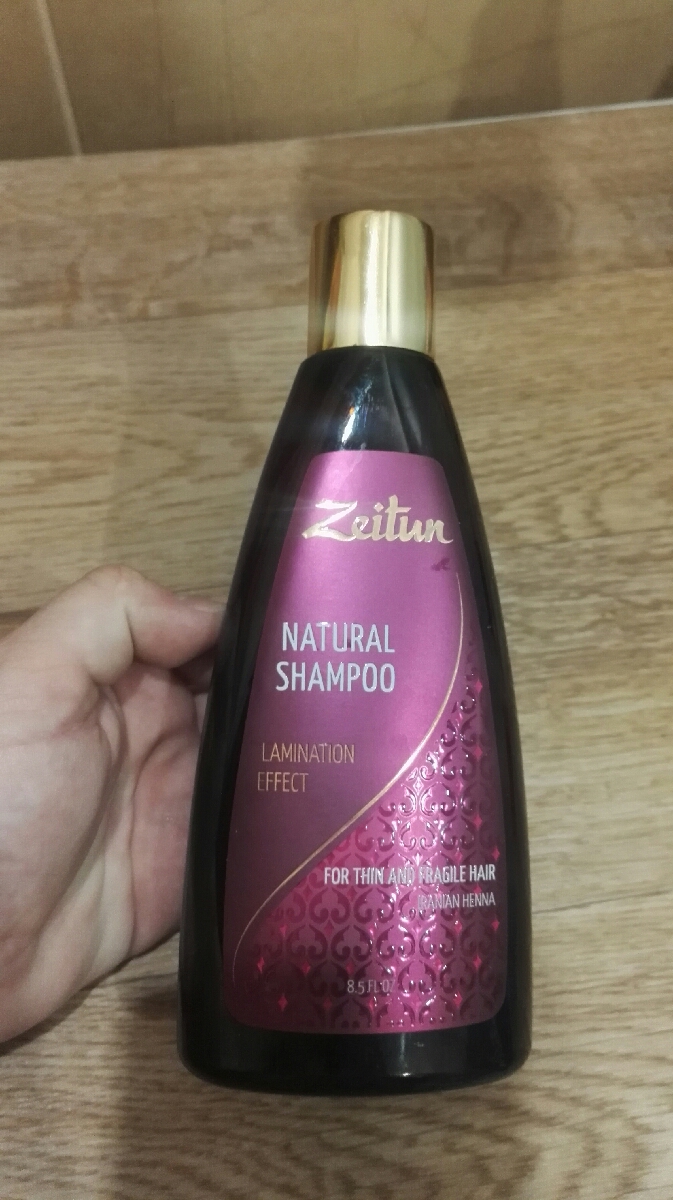 Zeitun
NATURAL
SHAMPOO
LAMINATION
EFFECT
FOR THIN AND FRAGILE HAIR
IRANIAN HENNA
8.5 FL OZ